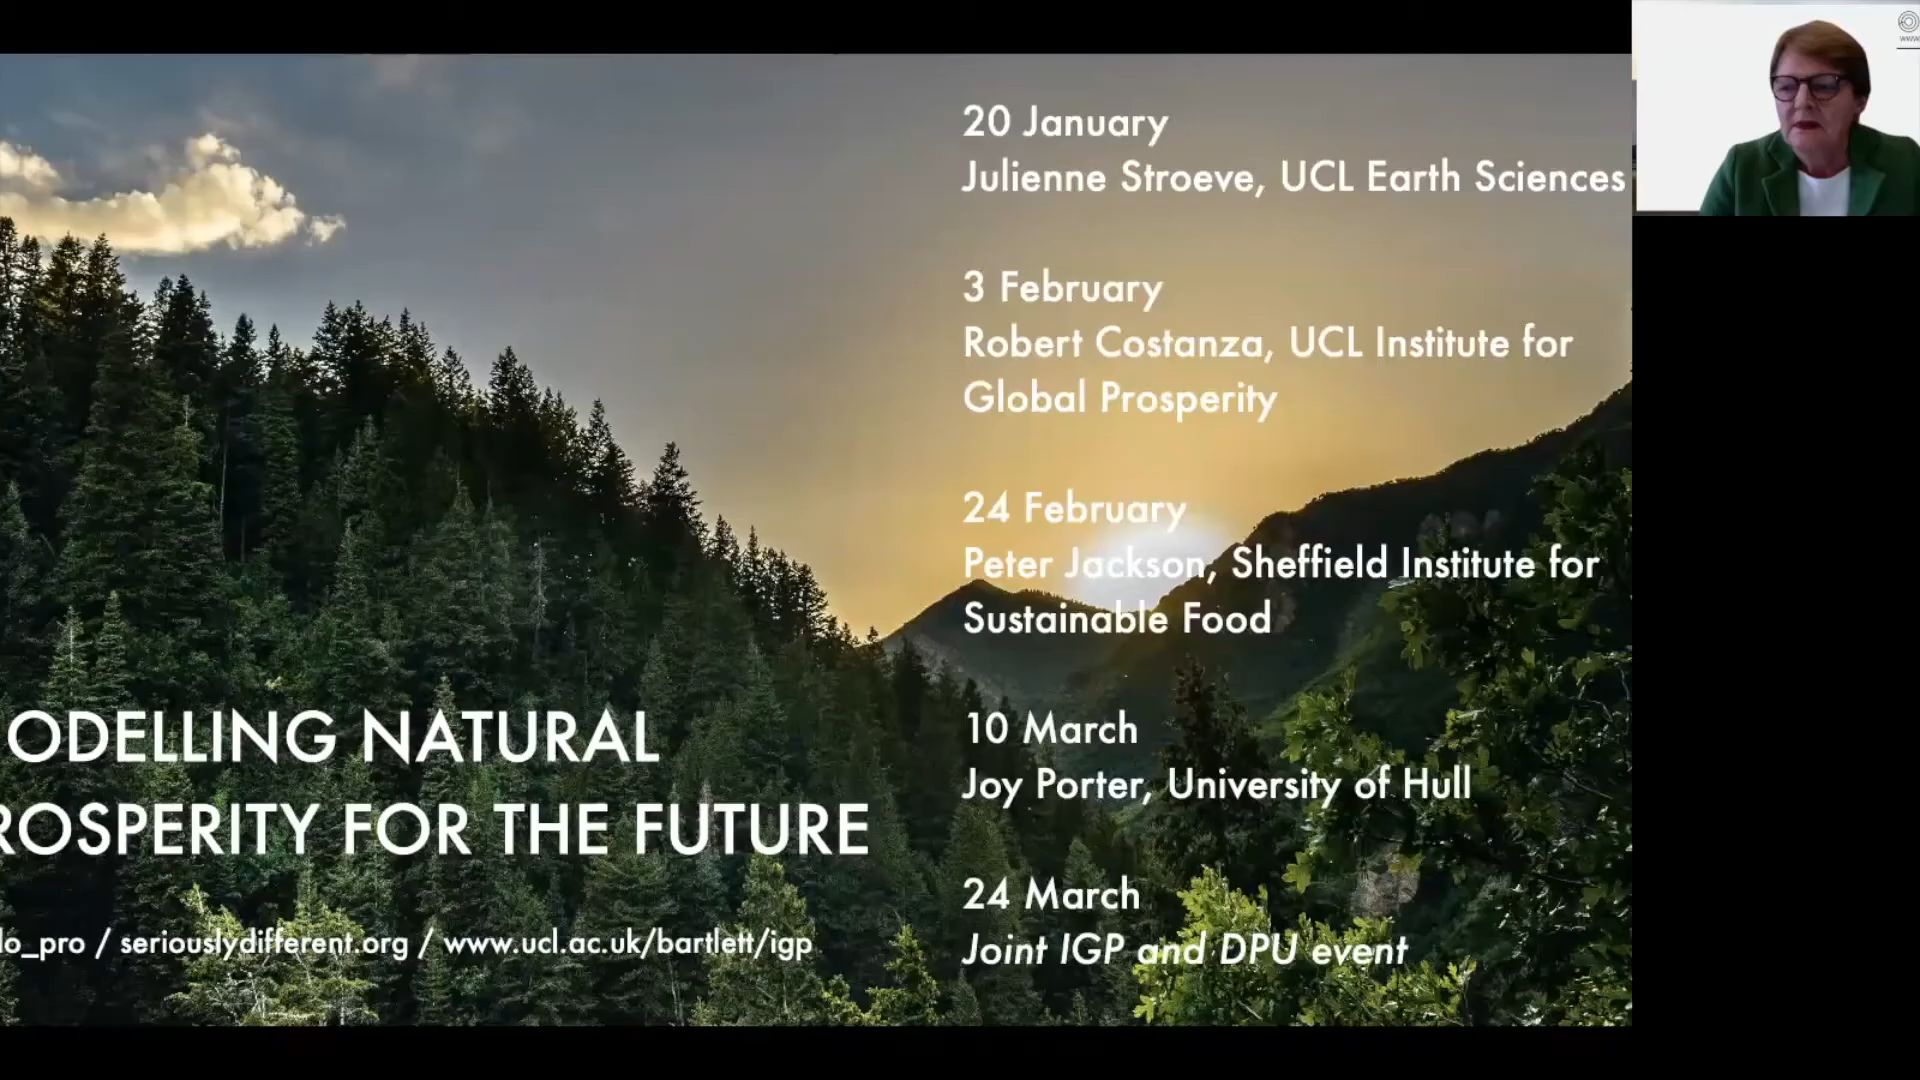 20 January
Julienne Stroeve, UCL Earth Sciences
3 February
Robert Costanza, UCL Institute for
Global Prosperity
24 February
Peter Jackson, Sheffield Institute for
Sustainable Food
10 March
Joy Porter, University of Hull
24 March
Joint IGP and DPU event
ODELLING NATURAL
ROSPERITY FOR THE FUTURE
lo_pro / seriouslydifferent.org / www.ucl.ac.uk/bartlett/igp